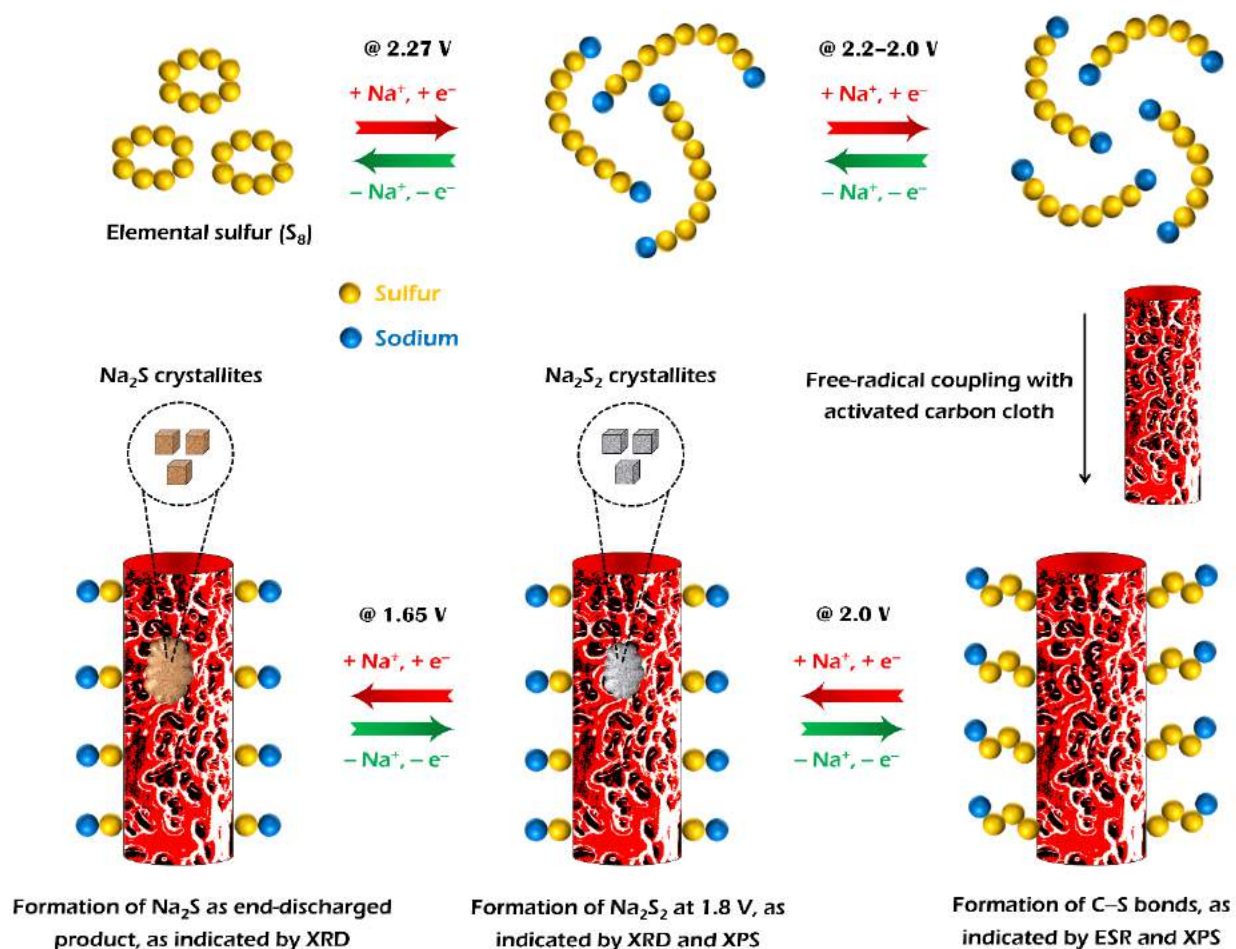 @ 2.27 V
+ Na⁺, + e⁻
− Na⁺, − e⁻
@ 2.2–2.0 V
+ Na⁺, + e⁻
− Na⁺, − e⁻
Elemental sulfur (S₈)
Sulfur
Sodium
Na₂S crystallites
Na₂S₂ crystallites
Free-radical coupling with
activated carbon cloth
@ 1.65 V
+ Na⁺, + e⁻
− Na⁺, − e⁻
@ 2.0 V
+ Na⁺, + e⁻
− Na⁺, − e⁻
Formation of Na₂S as end-discharged
product, as indicated by XRD
Formation of Na₂S₂ at 1.8 V, as
indicated by XRD and XPS
Formation of C–S bonds, as
indicated by ESR and XPS